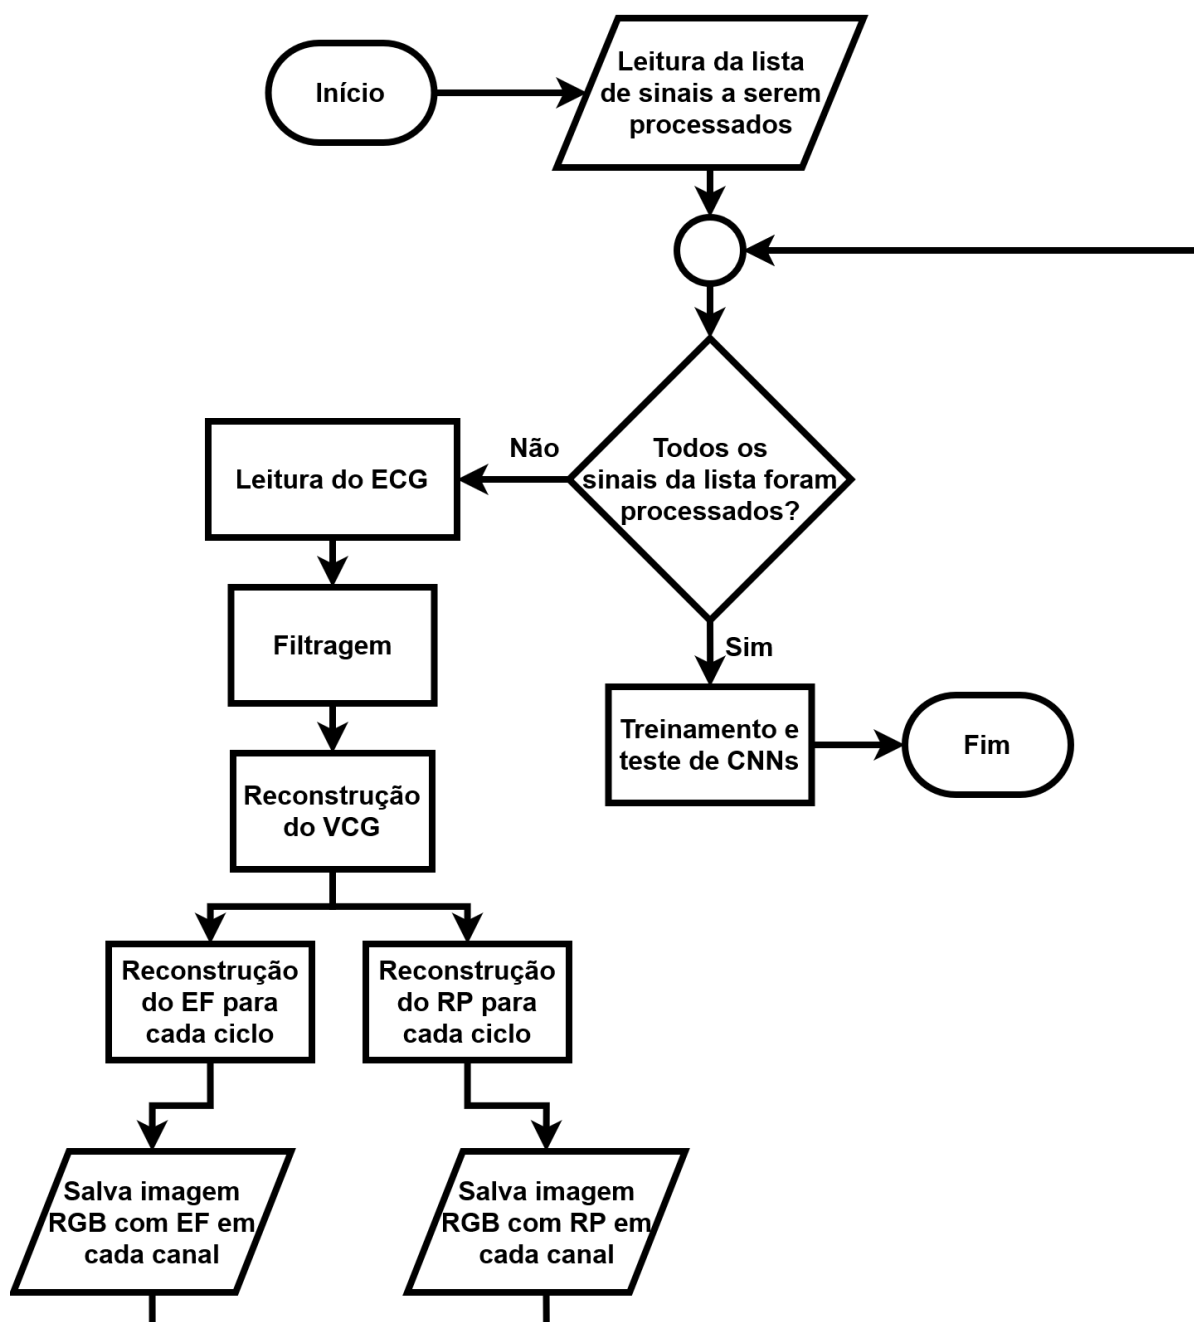 Início
Leitura da lista
de sinais a serem
processados
Todos os
sinais da lista foram
processados?
Não
Leitura do ECG
Filtragem
Sim
Treinamento e
teste de CNNs
Fim
Reconstrução
do VCG
Reconstrução
do EF para
cada ciclo
Reconstrução
do RP para
cada ciclo
Salva imagem
RGB com EF em
cada canal
Salva imagem
RGB com RP em
cada canal